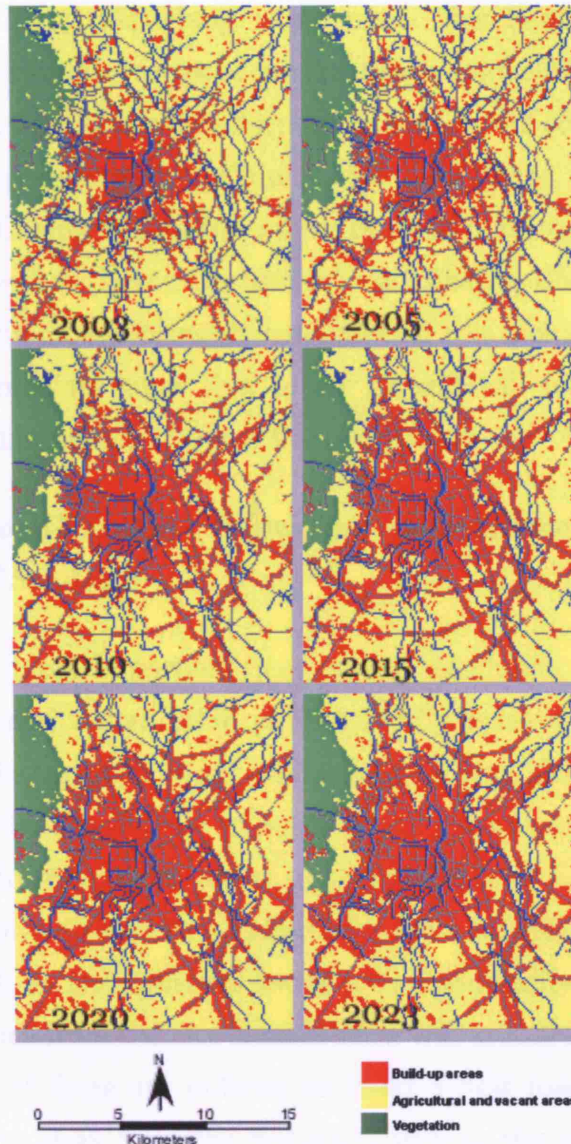 2003 2005
2010 2015
2020 2023
N
0 5 10 15
Kilometers
Build-up areas
Agricultural and vacant areas
Vegetation